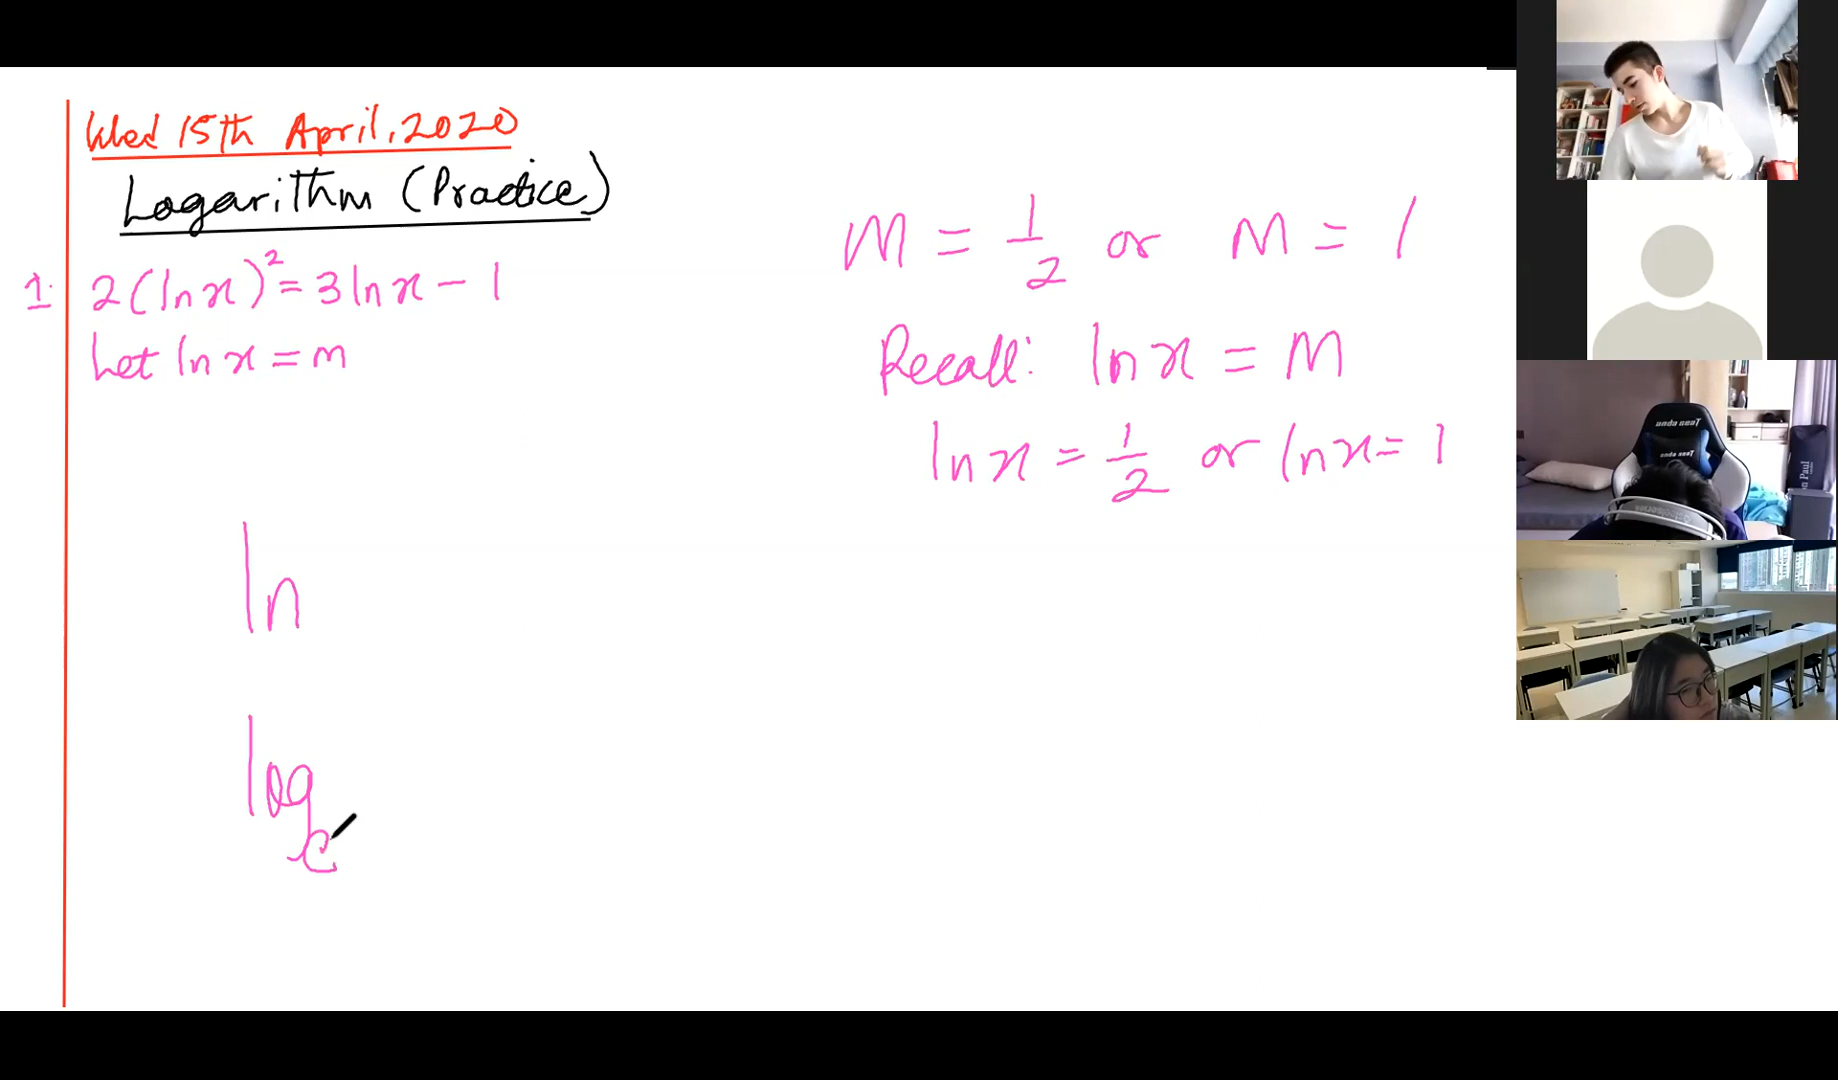 Wed 15th April, 2020
Logarithm (Practice)
1. 2(ln x)² = 3 ln x - 1
Let ln x = m
ln
log e
M = 1/2 or M = 1
Recall: ln x = M
ln x = 1/2 or ln x = 1